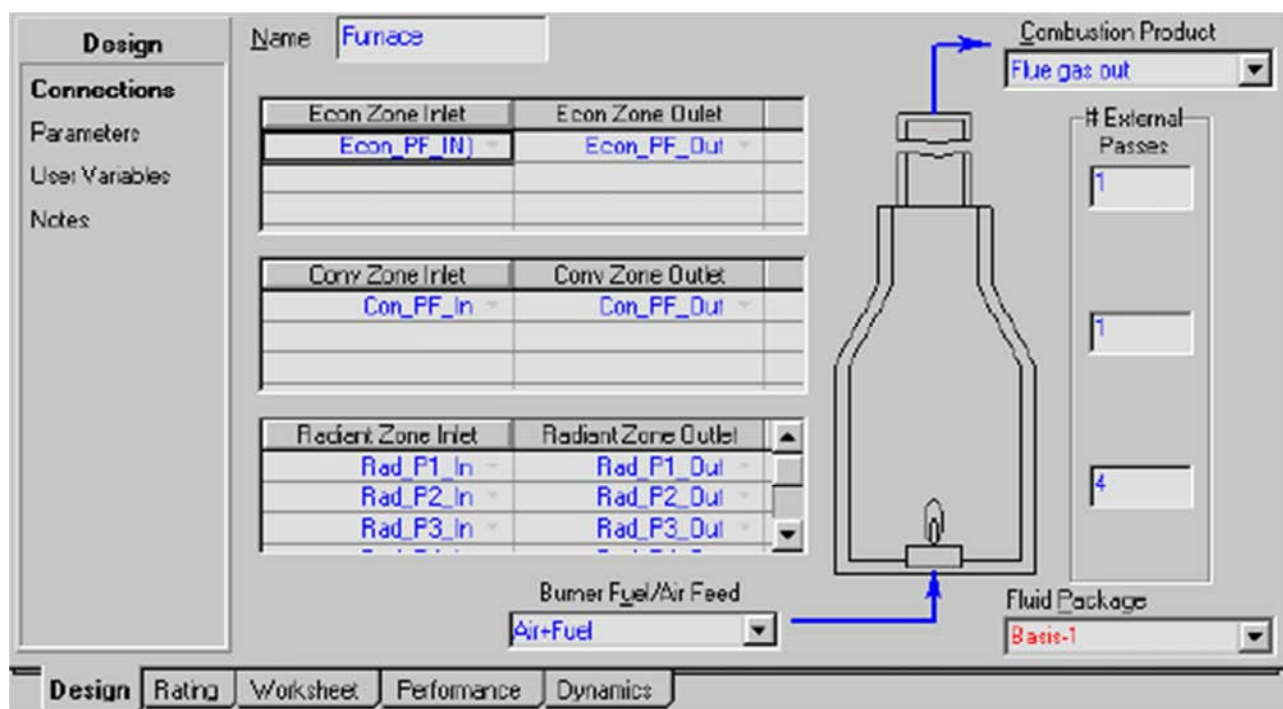 Design
Connections
Parameters
User Variables
Notes
Name Furnace
Econ Zone Inlet Econ Zone Outlet
Econ_PF_IN) Econ_PF_Out
Conv Zone Inlet Conv Zone Outlet
Con_PF_In Con_PF_Out
Radiant Zone Inlet Radiant Zone Outlet
Rad_P1_In Rad_P1_Out
Rad_P2_In Rad_P2_Out
Rad_P3_In Rad_P3_Out
Burner Fuel/Air Feed
Air+Fuel
Combustion Product
Flue gas out
# External
Passes
1
1
4
Fluid Package
Basis-1
Design Rating Worksheet Performance Dynamics